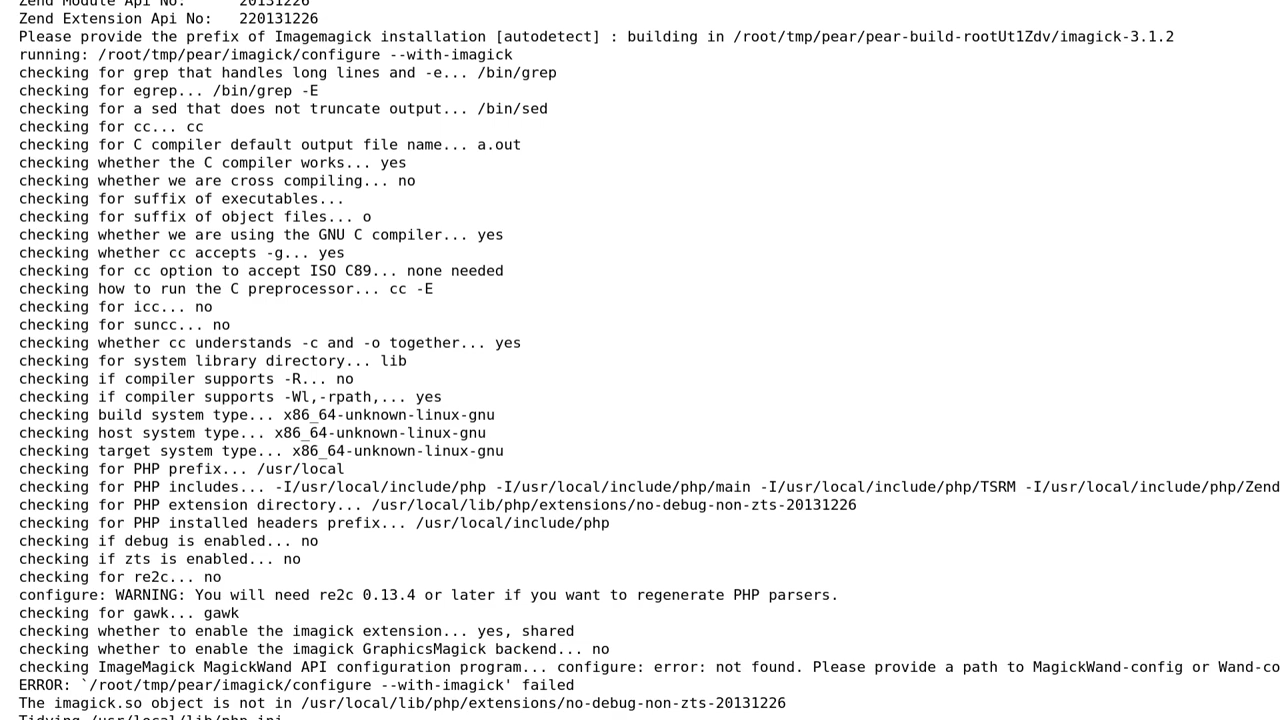 Zend Module Api No:      20131226
Zend Extension Api No:   220131226
Please provide the prefix of Imagemagick installation [autodetect] : building in /root/tmp/pear/pear-build-rootUt1Zdv/imagick-3.1.2
running: /root/tmp/pear/imagick/configure --with-imagick
checking for grep that handles long lines and -e... /bin/grep
checking for egrep... /bin/grep -E
checking for a sed that does not truncate output... /bin/sed
checking for cc... cc
checking for C compiler default output file name... a.out
checking whether the C compiler works... yes
checking whether we are cross compiling... no
checking for suffix of executables...
checking for suffix of object files... o
checking whether we are using the GNU C compiler... yes
checking whether cc accepts -g... yes
checking for cc option to accept ISO C89... none needed
checking how to run the C preprocessor... cc -E
checking for icc... no
checking for suncc... no
checking whether cc understands -c and -o together... yes
checking for system library directory... lib
checking if compiler supports -R... no
checking if compiler supports -Wl,-rpath,... yes
checking build system type... x86_64-unknown-linux-gnu
checking host system type... x86_64-unknown-linux-gnu
checking target system type... x86_64-unknown-linux-gnu
checking for PHP prefix... /usr/local
checking for PHP includes... -I/usr/local/include/php -I/usr/local/include/php/main -I/usr/local/include/php/TSRM -I/usr/local/include/php/Zend
checking for PHP extension directory... /usr/local/lib/php/extensions/no-debug-non-zts-20131226
checking for PHP installed headers prefix... /usr/local/include/php
checking if debug is enabled... no
checking if zts is enabled... no
checking for re2c... no
configure: WARNING: You will need re2c 0.13.4 or later if you want to regenerate PHP parsers.
checking for gawk... gawk
checking whether to enable the imagick extension... yes, shared
checking whether to enable the imagick GraphicsMagick backend... no
checking ImageMagick MagickWand API configuration program... configure: error: not found. Please provide a path to MagickWand-config or Wand-co
ERROR: `/root/tmp/pear/imagick/configure --with-imagick' failed
The imagick.so object is not in /usr/local/lib/php/extensions/no-debug-non-zts-20131226
Tidying /usr/local/lib/php.ini